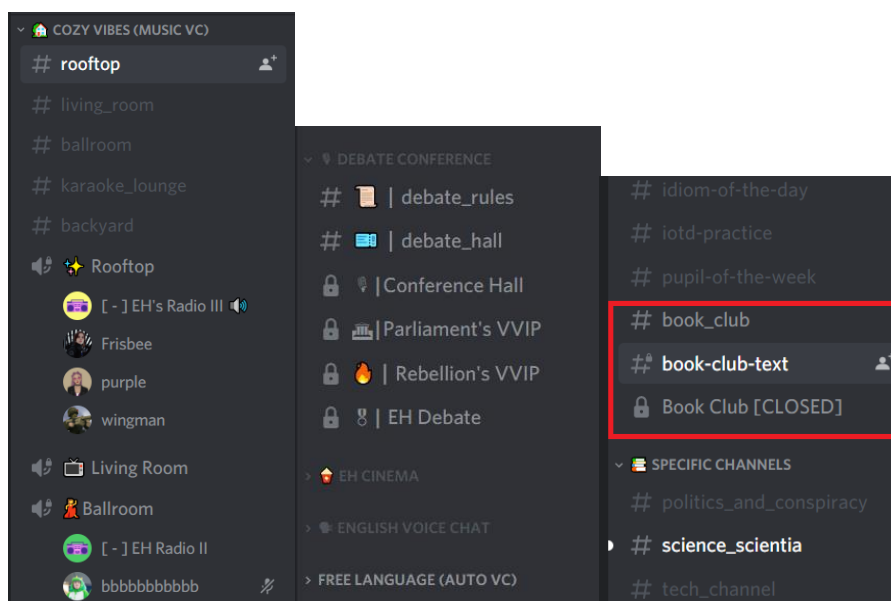 COZY VIBES (MUSIC VC)
rooftop
living_room
ballroom
karaoke_lounge
backyard
Rooftop
[ - ] EH's Radio III
Frisbee
purple
wingman
Living Room
Ballroom
[ - ] EH Radio II
bbbbbbbbbbb
DEBATE CONFERENCE
| debate_rules
| debate_hall
|Conference Hall
|Parliament's VVIP
| Rebellion's VVIP
| EH Debate
EH CINEMA
ENGLISH VOICE CHAT
FREE LANGUAGE (AUTO VC)
idiom-of-the-day
iotd-practice
pupil-of-the-week
book_club
book-club-text
Book Club [CLOSED]
SPECIFIC CHANNELS
politics_and_conspiracy
science_scientia
tech_channel